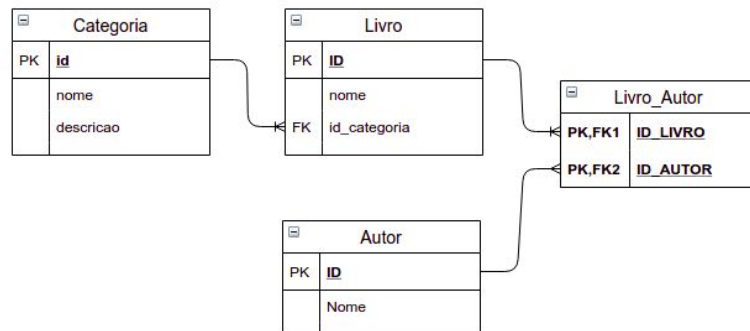 Categoria
PK id
nome
descricao
Livro
PK ID
nome
FK id_categoria
Livro_Autor
PK,FK1 ID_LIVRO
PK,FK2 ID_AUTOR
Autor
PK ID
Nome